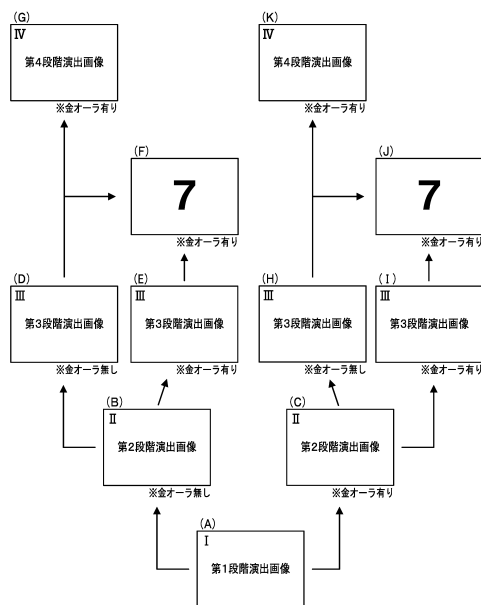 (G)
Ⅳ
第4段階演出画像
※金オーラ有り
(K)
Ⅳ
第4段階演出画像
※金オーラ有り
(F)
7
※金オーラ有り
(J)
7
※金オーラ有り
(D)
Ⅲ
第3段階演出画像
※金オーラ無し
(E)
Ⅲ
第3段階演出画像
※金オーラ有り
(H)
Ⅲ
第3段階演出画像
※金オーラ無し
(I)
Ⅲ
第3段階演出画像
※金オーラ有り
(B)
Ⅱ
第2段階演出画像
※金オーラ無し
(C)
Ⅱ
第2段階演出画像
※金オーラ有り
(A)
Ⅰ
第1段階演出画像